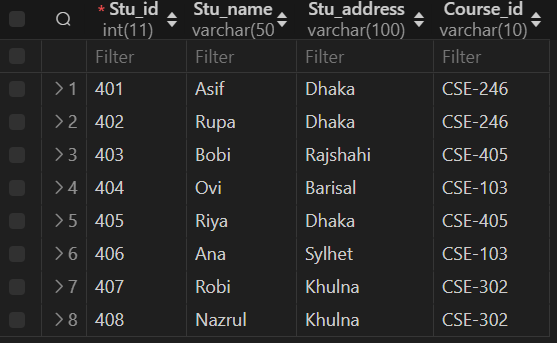 * Stu_id Stu_name Stu_address Course_id
int(11) varchar(50 varchar(100) varchar(10)
Filter Filter Filter Filter
1 401 Asif Dhaka CSE-246
2 402 Rupa Dhaka CSE-246
3 403 Bobi Rajshahi CSE-405
4 404 Ovi Barisal CSE-103
5 405 Riya Dhaka CSE-405
6 406 Ana Sylhet CSE-103
7 407 Robi Khulna CSE-302
8 408 Nazrul Khulna CSE-302